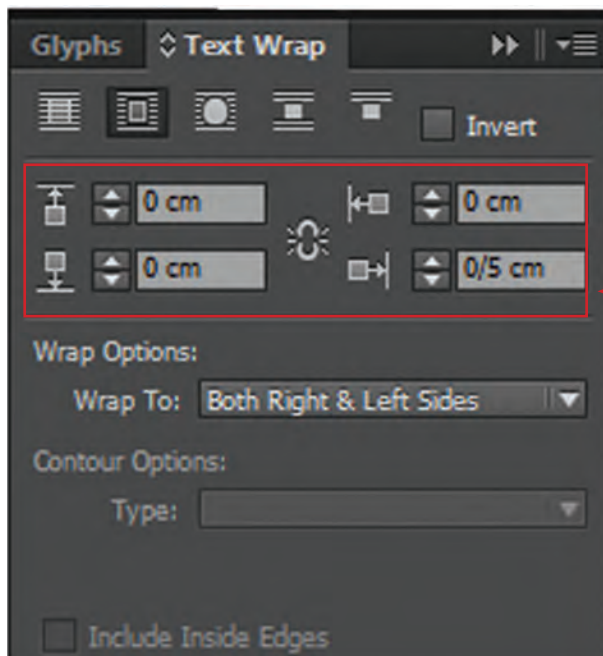 Glyphs Text Wrap
Invert
0 cm 0 cm
0 cm 0/5 cm
Wrap Options:
Wrap To: Both Right & Left Sides
Contour Options:
Type:
Include Inside Edges